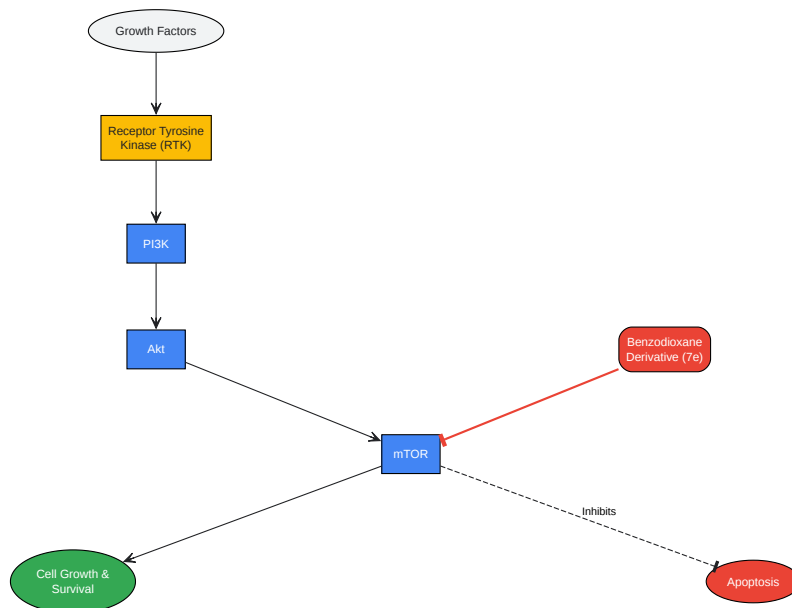 Growth Factors
Receptor Tyrosine
Kinase (RTK)
PI3K
Akt
Benzodioxane
Derivative (7e)
mTOR
Inhibits
Cell Growth &
Survival
Apoptosis